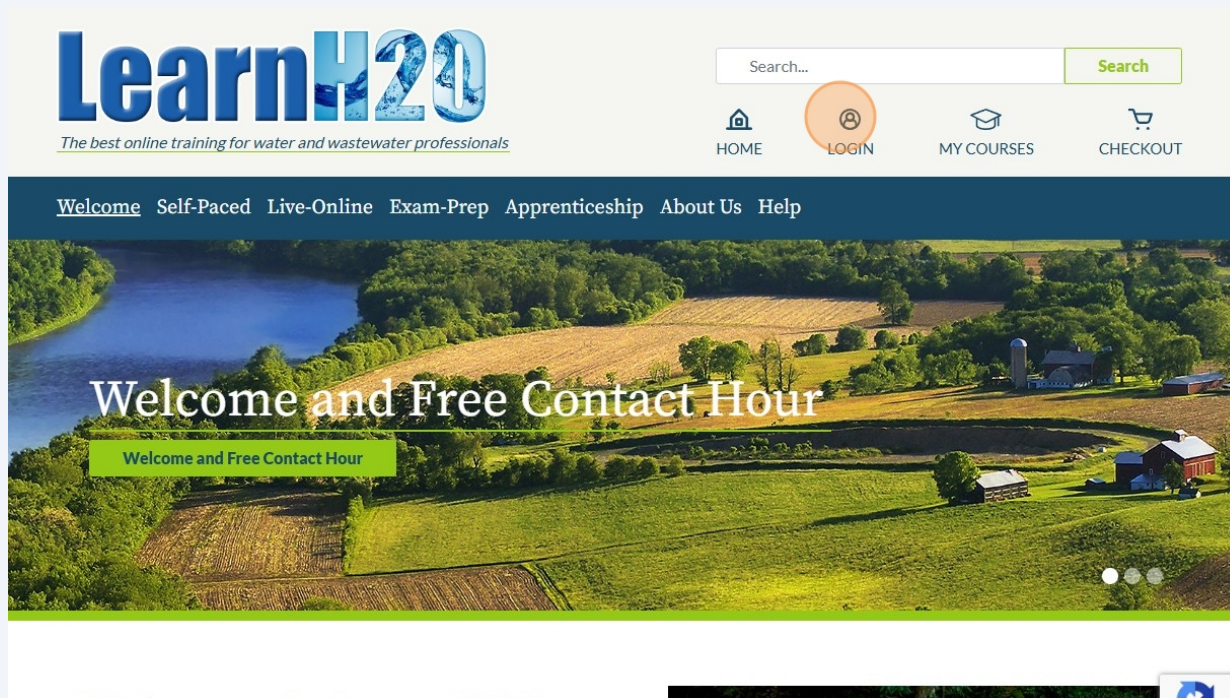 LearnH2O
The best online training for water and wastewater professionals
Search...
Search
HOME
LOGIN
MY COURSES
CHECKOUT
Welcome Self-Paced Live-Online Exam-Prep Apprenticeship About Us Help
Welcome and Free Contact Hour
Welcome and Free Contact Hour